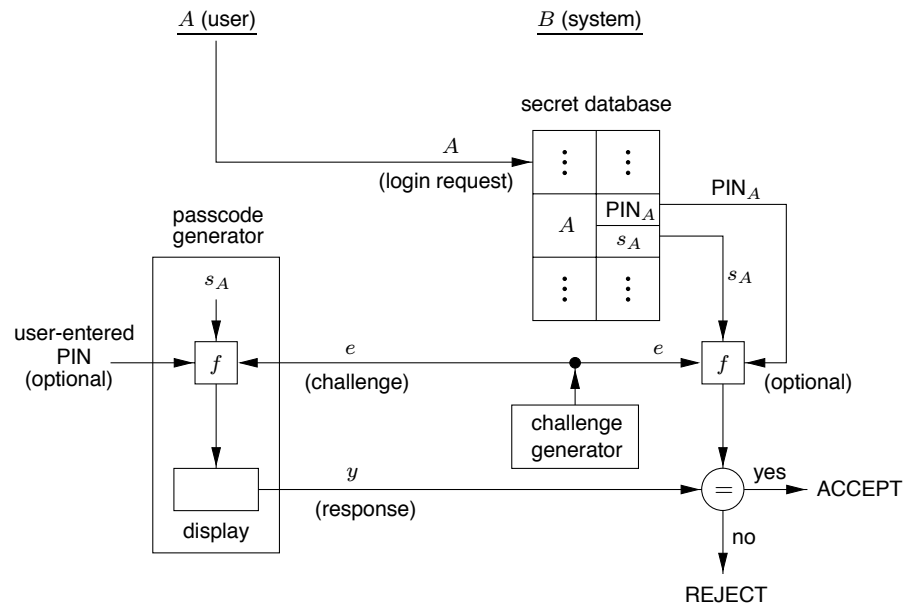 A (user)
B (system)
secret database
A
(login request)
⋮ ⋮
A
PIN_A
s_A
⋮ ⋮
PIN_A
s_A
passcode
generator
s_A
user-entered
PIN
(optional)
f
e
(challenge)
e
f
(optional)
challenge
generator
y
(response)
=
yes
ACCEPT
display
no
REJECT